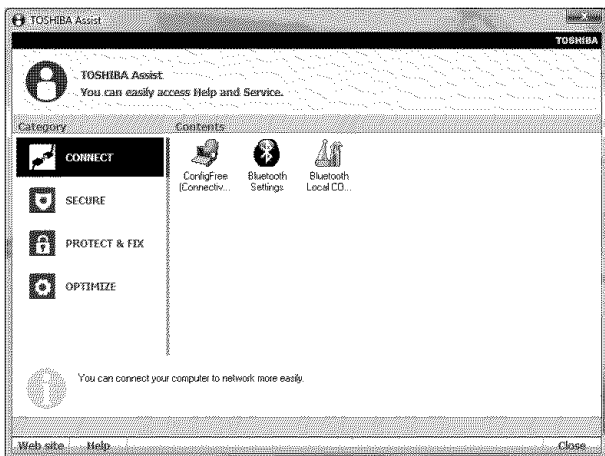 TOSHIBA Assist
TOSHIBA
TOSHIBA Assist
You can easily access Help and Service.
Category
Contents
CONNECT
SECURE
PROTECT & FIX
OPTIMIZE
ConfigFree
(Connectiv...
Bluetooth
Settings
Bluetooth
Local CO...
You can connect your computer to network more easily.
Web site
Help
Close